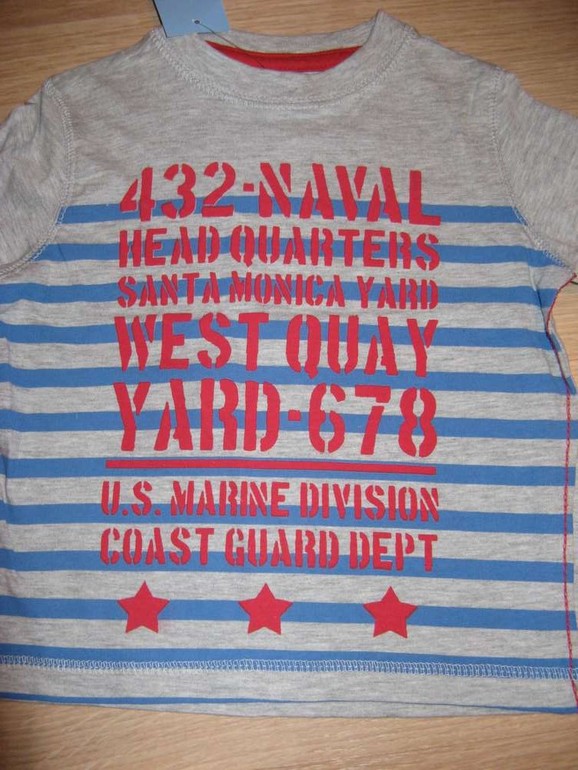 432-NAVAL
HEAD QUARTERS
SANTA MONICA YARD
WEST QUAY
YARD-678
U.S. MARINE DIVISION
COAST GUARD DEPT